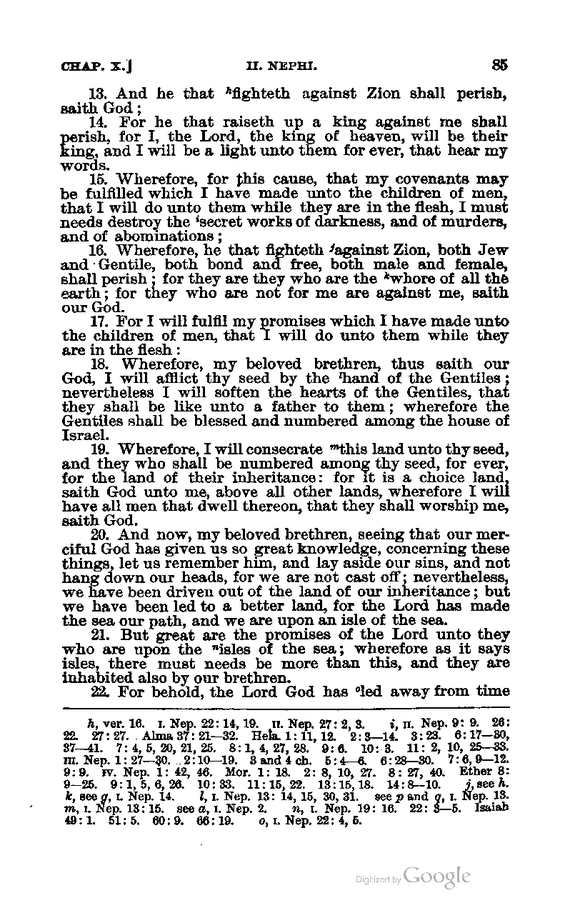 CHAP. X.] II. NEPHI. 85
13. And he that ʰfighteth against Zion shall perish,
saith God;
14. For he that raiseth up a king against me shall
perish, for I, the Lord, the king of heaven, will be their
king, and I will be a light unto them for ever, that hear my
words.
15. Wherefore, for this cause, that my covenants may
be fulfilled which I have made unto the children of men,
that I will do unto them while they are in the flesh, I must
needs destroy the ⁱsecret works of darkness, and of murders,
and of abominations;
16. Wherefore, he that fighteth ʲagainst Zion, both Jew
and Gentile, both bond and free, both male and female,
shall perish; for they are they who are the ᵏwhore of all the
earth; for they who are not for me are against me, saith
our God.
17. For I will fulfil my promises which I have made unto
the children of men, that I will do unto them while they
are in the flesh:
18. Wherefore, my beloved brethren, thus saith our
God, I will afflict thy seed by the ˡhand of the Gentiles;
nevertheless I will soften the hearts of the Gentiles, that
they shall be like unto a father to them; wherefore the
Gentiles shall be blessed and numbered among the house of
Israel.
19. Wherefore, I will consecrate ᵐthis land unto thy seed,
and they who shall be numbered among thy seed, for ever,
for the land of their inheritance: for it is a choice land,
saith God unto me, above all other lands, wherefore I will
have all men that dwell thereon, that they shall worship me,
saith God.
20. And now, my beloved brethren, seeing that our mer-
ciful God has given us so great knowledge, concerning these
things, let us remember him, and lay aside our sins, and not
hang down our heads, for we are not cast off; nevertheless,
we have been driven out of the land of our inheritance; but
we have been led to a better land, for the Lord has made
the sea our path, and we are upon an isle of the sea.
21. But great are the promises of the Lord unto they
who are upon the ⁿisles of the sea; wherefore as it says
isles, there must needs be more than this, and they are
inhabited also by our brethren.
22. For behold, the Lord God has ᵒled away from time
h, ver. 16. I. Nep. 22: 14, 19. II. Nep. 27: 2, 3. i, II. Nep. 9: 9. 26:
22. 27: 27. Alma 37: 21—32. Hela. 1: 11, 12. 2: 3—14. 3: 23. 6: 17—30,
37—41. 7: 4, 5, 20, 21, 25. 8: 1, 4, 27, 28. 9: 6. 10: 3. 11: 2, 10, 25—33.
III. Nep. 1: 27—30. 2: 10—19. 3 and 4 ch. 5: 4—6. 6: 28—30. 7: 6, 9—12.
9: 9. IV. Nep. 1: 42, 46. Mor. 1: 18. 2: 8, 10, 27. 8: 27, 40. Ether 8:
9—25. 9: 1, 5, 6, 26. 10: 33. 11: 15, 22. 13: 15, 18. 14: 8—10. j, see h.
k, see g, I. Nep. 14. l, I. Nep. 13: 14, 15, 30, 31. see p and q, I. Nep. 13.
m, I. Nep. 13: 15. see a, I. Nep. 2. n, I. Nep. 19: 16. 22: 3—5. Isaiah
49: 1. 51: 5. 60: 9. 66: 19. o, I. Nep. 22: 4, 5.
Digitized by Google